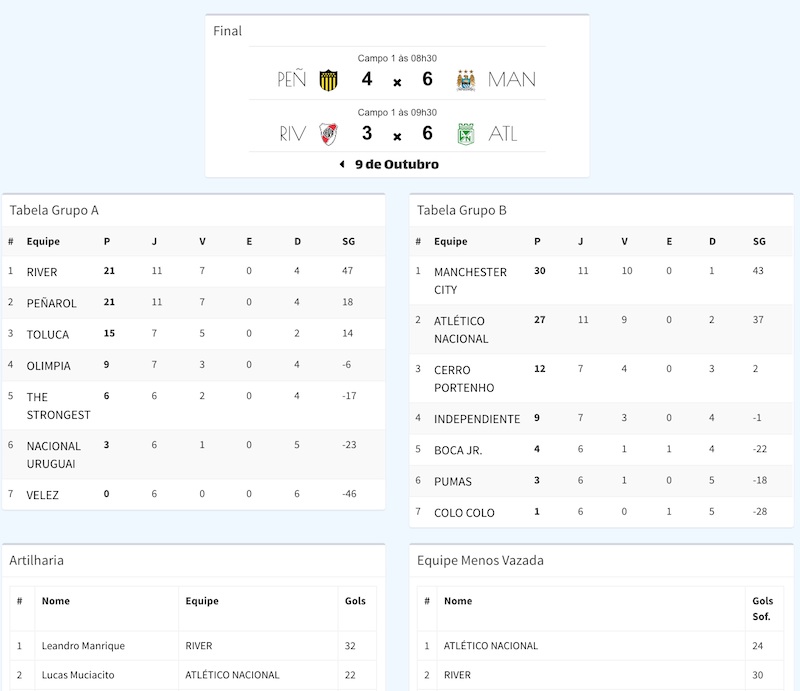 Final
Campo 1 às 08h30
PEÑ 4 x 6 MAN
Campo 1 às 09h30
RIV 3 x 6 ATL
9 de Outubro
Tabela Grupo A
# Equipe P J V E D SG
1 RIVER 21 11 7 0 4 47
2 PEÑAROL 21 11 7 0 4 18
3 TOLUCA 15 7 5 0 2 14
4 OLIMPIA 9 7 3 0 4 -6
5 THE 6 6 2 0 4 -17
STRONGEST
6 NACIONAL 3 6 1 0 5 -23
URUGUAI
7 VELEZ 0 6 0 0 6 -46
Tabela Grupo B
# Equipe P J V E D SG
1 MANCHESTER 30 11 10 0 1 43
CITY
2 ATLÉTICO 27 11 9 0 2 37
NACIONAL
3 CERRO 12 7 4 0 3 2
PORTENHO
4 INDEPENDIENTE 9 7 3 0 4 -1
5 BOCA JR. 4 6 1 1 4 -22
6 PUMAS 3 6 1 0 5 -18
7 COLO COLO 1 6 0 1 5 -28
Artilharia
# Nome Equipe Gols
1 Leandro Manrique RIVER 32
2 Lucas Muciacito ATLÉTICO NACIONAL 22
Equipe Menos Vazada
# Nome Gols
Sof.
1 ATLÉTICO NACIONAL 24
2 RIVER 30